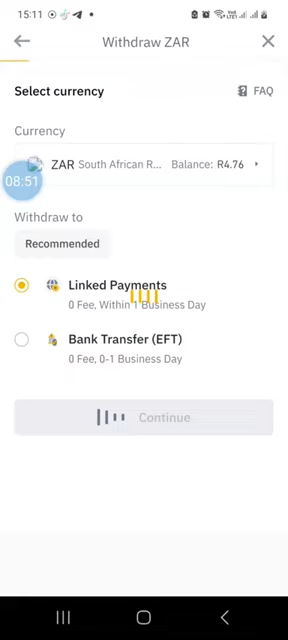 15:11
Withdraw ZAR
Select currency
FAQ
Currency
ZAR South African R... Balance: R4.76
08:51
Withdraw to
Recommended
Linked Payments
0 Fee, Within 1 Business Day
Bank Transfer (EFT)
0 Fee, 0-1 Business Day
Continue